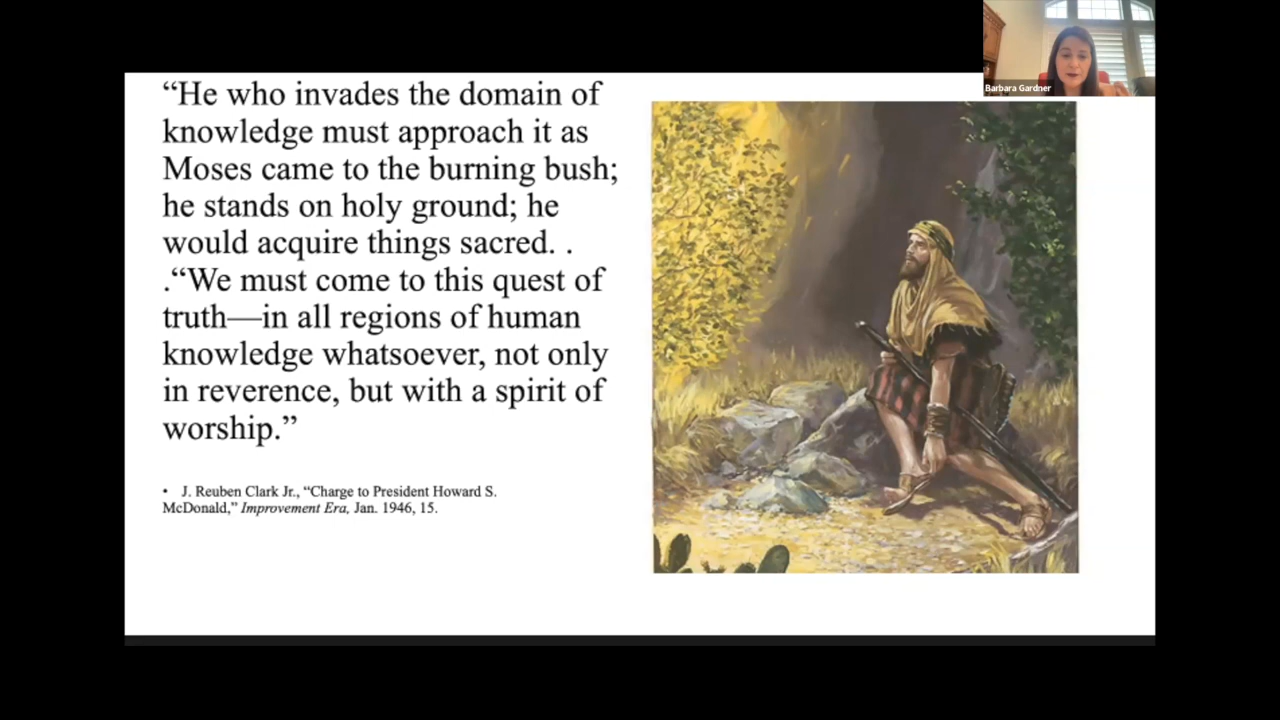 Barbara Gardner
“He who invades the domain of
knowledge must approach it as
Moses came to the burning bush;
he stands on holy ground; he
would acquire things sacred. . 
.“We must come to this quest of
truth—in all regions of human
knowledge whatsoever, not only
in reverence, but with a spirit of
worship.”
• J. Reuben Clark Jr., “Charge to President Howard S.
McDonald,” Improvement Era, Jan. 1946, 15.